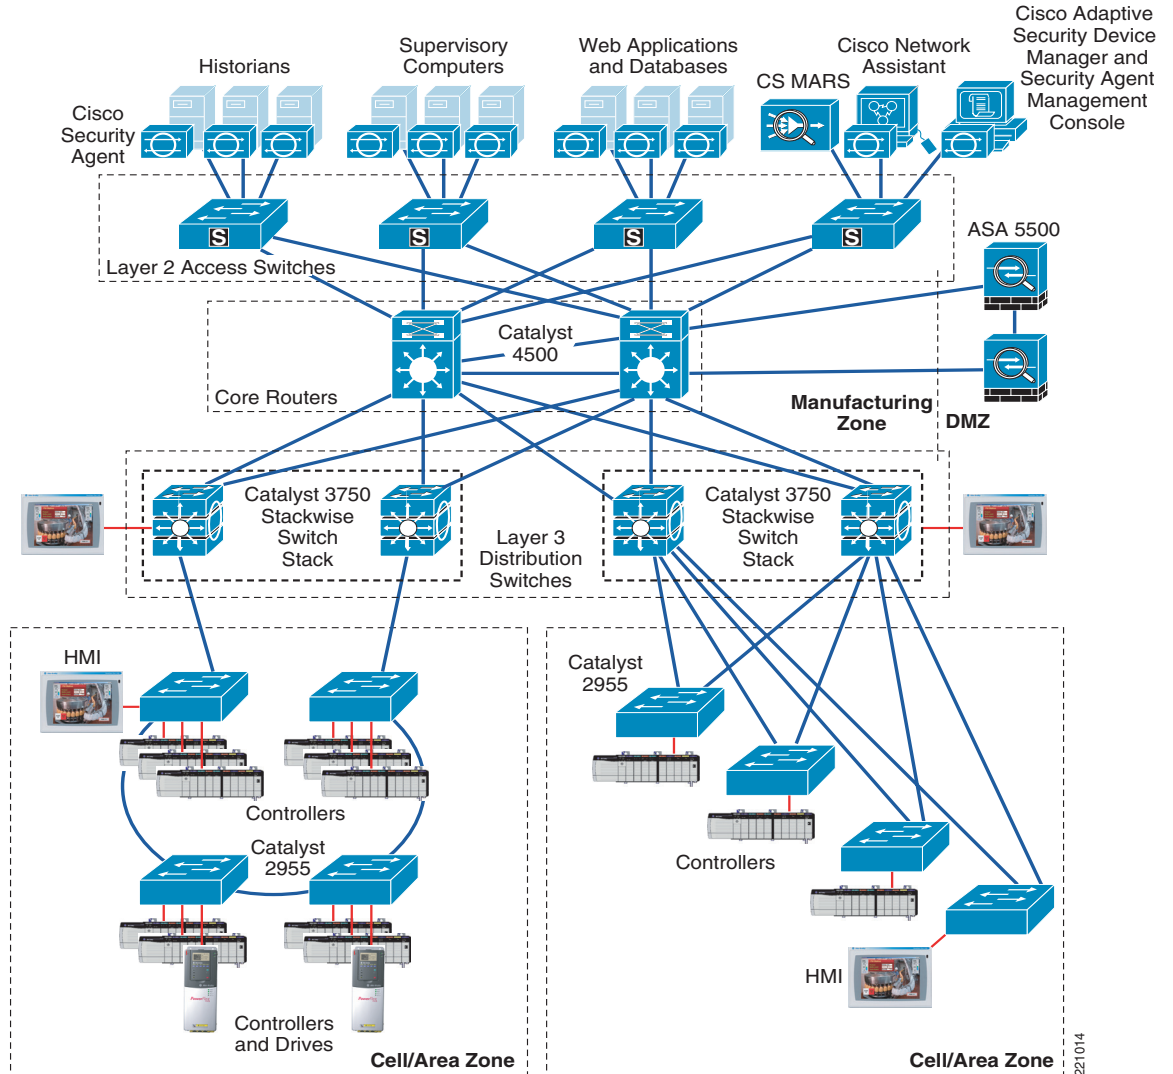 Cisco Adaptive
Security Device
Manager and
Security Agent
Management
Console
Supervisory
Computers
Web Applications
and Databases
Cisco Network
Assistant
Historians
CS MARS
Cisco
Security
Agent
S
S
S
S
ASA 5500
Layer 2 Access Switches
Catalyst
4500
Core Routers
Manufacturing
Zone
DMZ
Catalyst 3750
Stackwise
Switch
Stack
Catalyst 3750
Stackwise
Switch
Stack
Layer 3
Distribution
Switches
HMI
Catalyst
2955
Controllers
Catalyst
2955
Controllers
HMI
Controllers
and Drives
Cell/Area Zone
Cell/Area Zone
221014